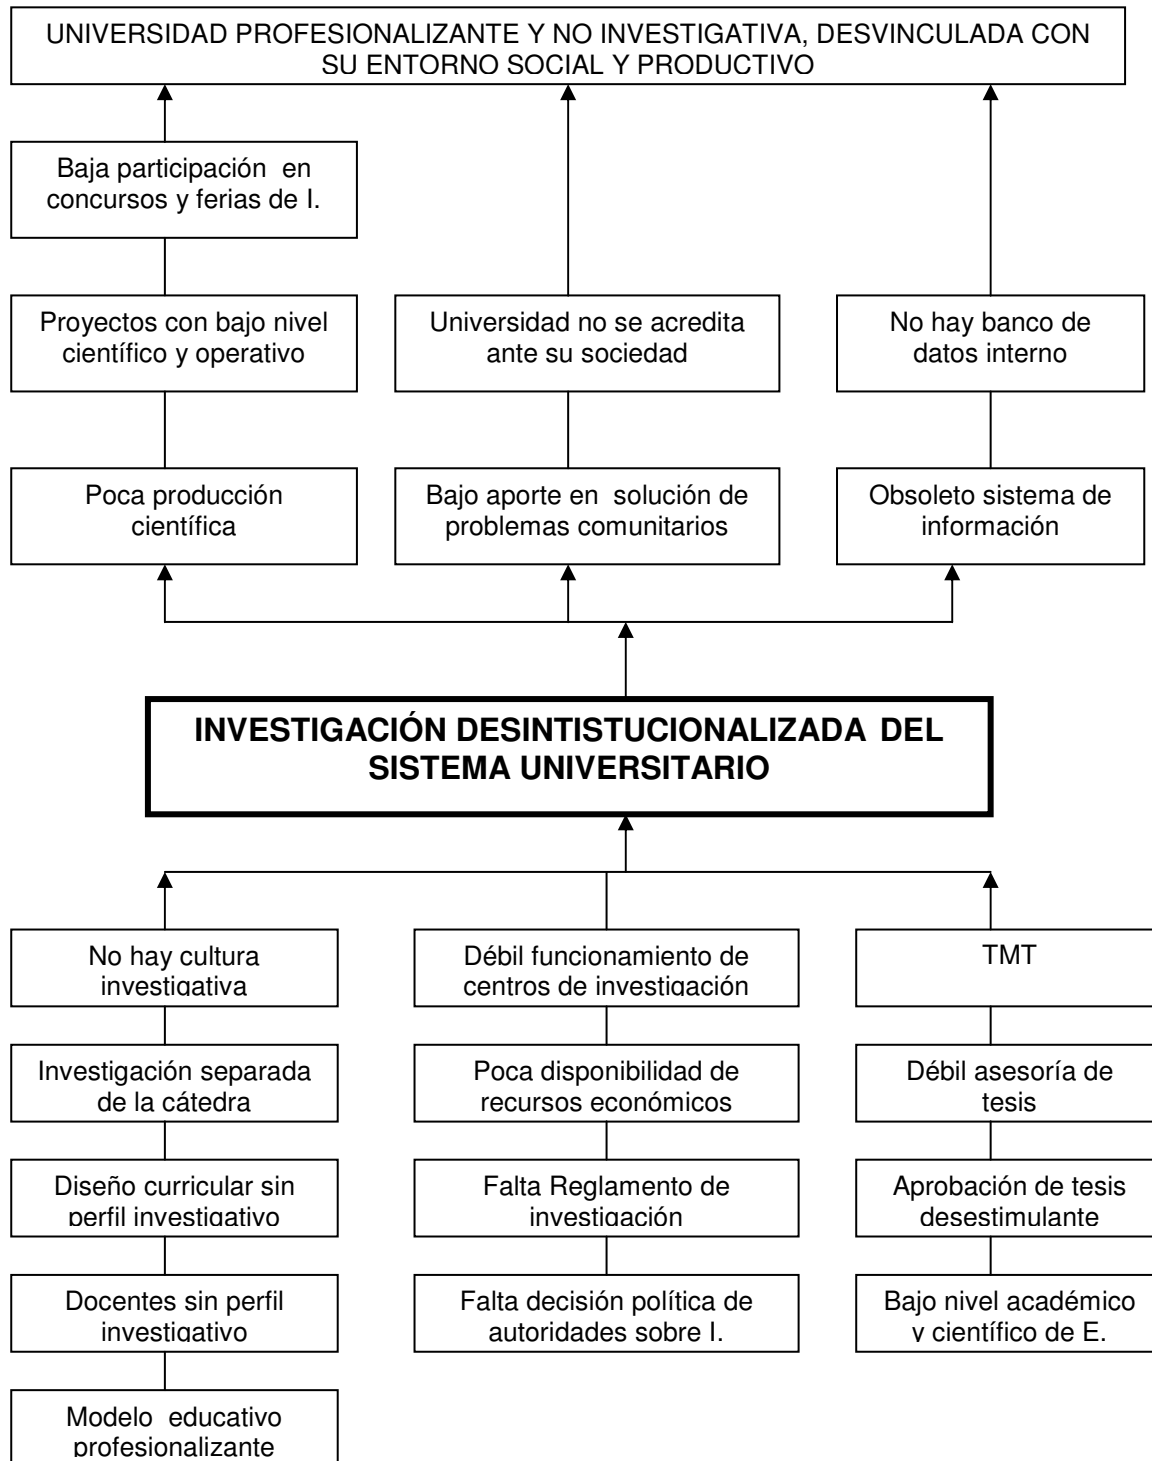 UNIVERSIDAD PROFESIONALIZANTE Y NO INVESTIGATIVA, DESVINCULADA CON
SU ENTORNO SOCIAL Y PRODUCTIVO
Baja participación en
concursos y ferias de I.
Proyectos con bajo nivel
científico y operativo
Universidad no se acredita
ante su sociedad
No hay banco de
datos interno
Poca producción
científica
Bajo aporte en solución de
problemas comunitarios
Obsoleto sistema de
información
INVESTIGACIÓN DESINTISTUCIONALIZADA DEL
SISTEMA UNIVERSITARIO
No hay cultura
investigativa
Débil funcionamiento de
centros de investigación
TMT
Investigación separada
de la cátedra
Poca disponibilidad de
recursos económicos
Débil asesoría de
tesis
Diseño curricular sin
perfil investigativo
Falta Reglamento de
investigación
Aprobación de tesis
desestimulante
Docentes sin perfil
investigativo
Falta decisión política de
autoridades sobre I.
Bajo nivel académico
y científico de E.
Modelo educativo
profesionalizante